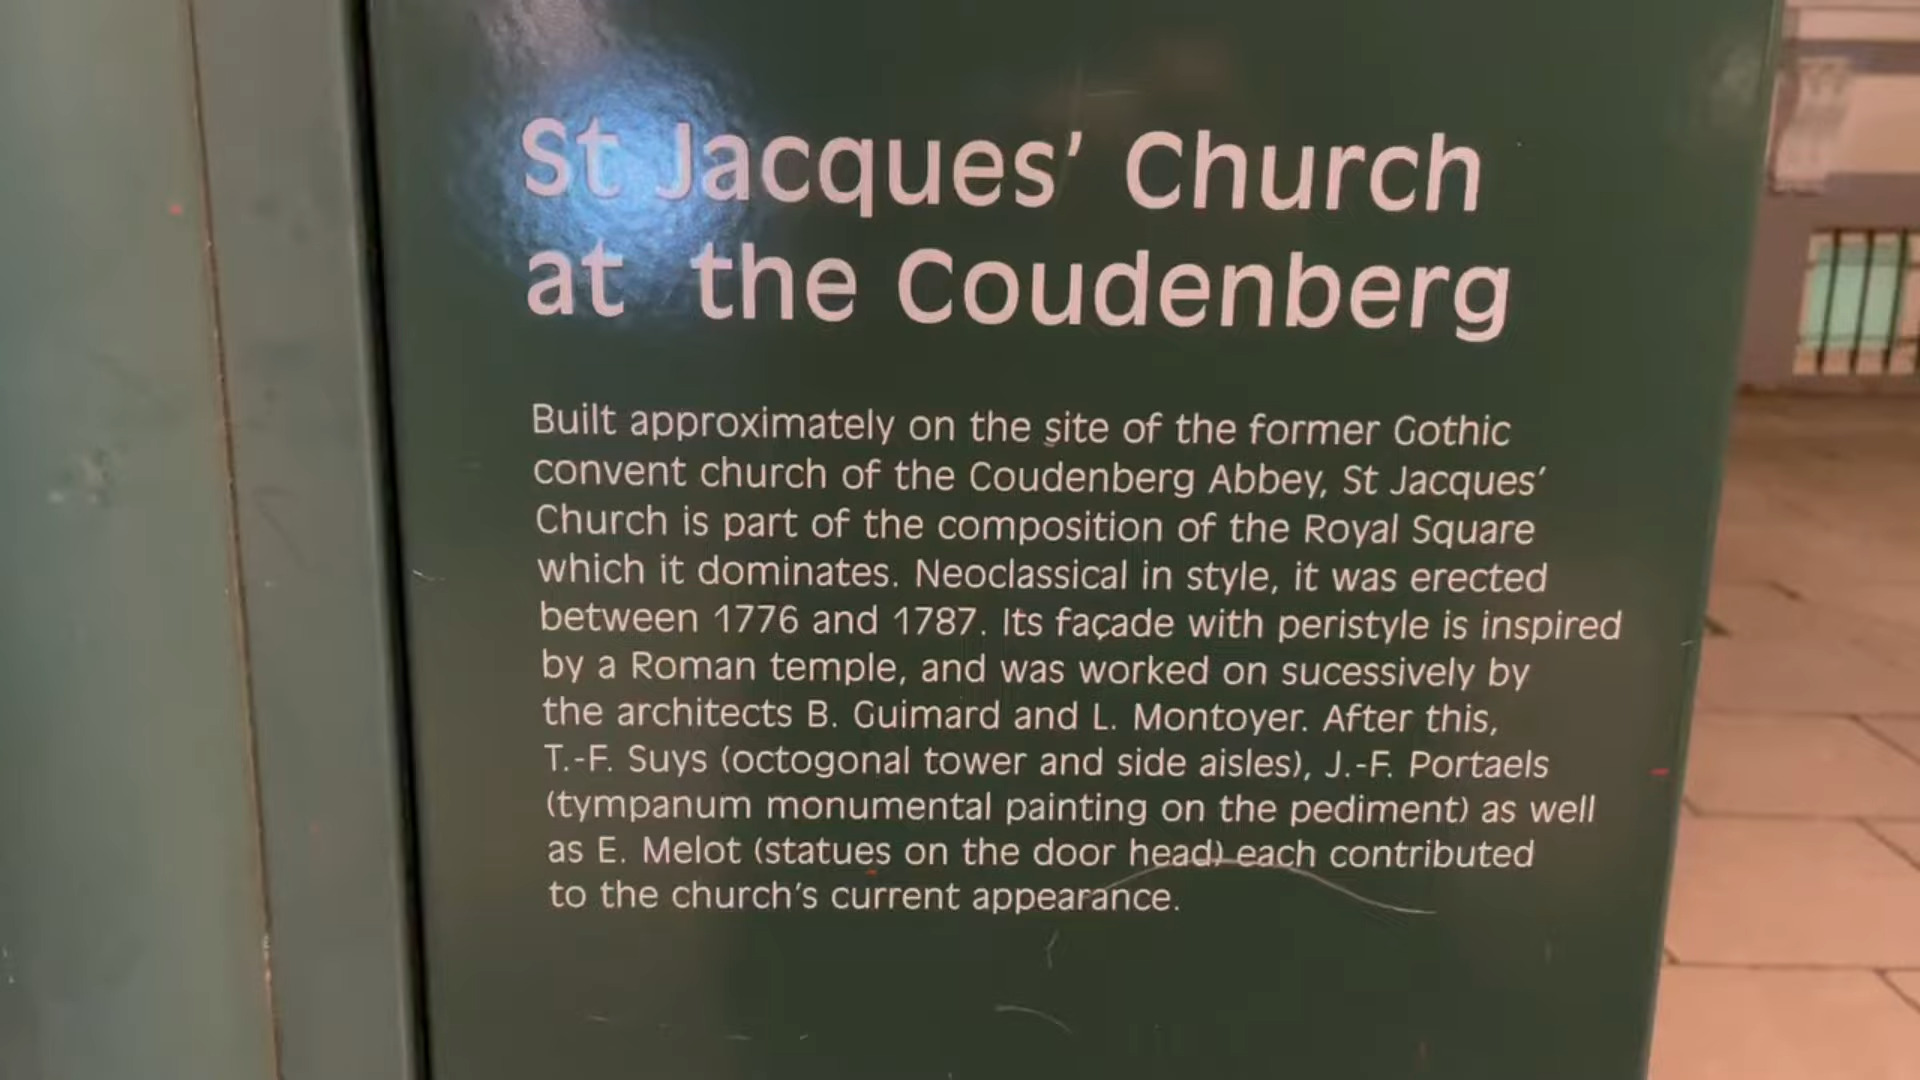 St Jacques’ Church
at the Coudenberg
Built approximately on the site of the former Gothic
convent church of the Coudenberg Abbey, St Jacques’
Church is part of the composition of the Royal Square
which it dominates. Neoclassical in style, it was erected
between 1776 and 1787. Its façade with peristyle is inspired
by a Roman temple, and was worked on sucessively by
the architects B. Guimard and L. Montoyer. After this,
T.-F. Suys (octogonal tower and side aisles), J.-F. Portaels
(tympanum monumental painting on the pediment) as well
as E. Melot (statues on the door head) each contributed
to the church’s current appearance.